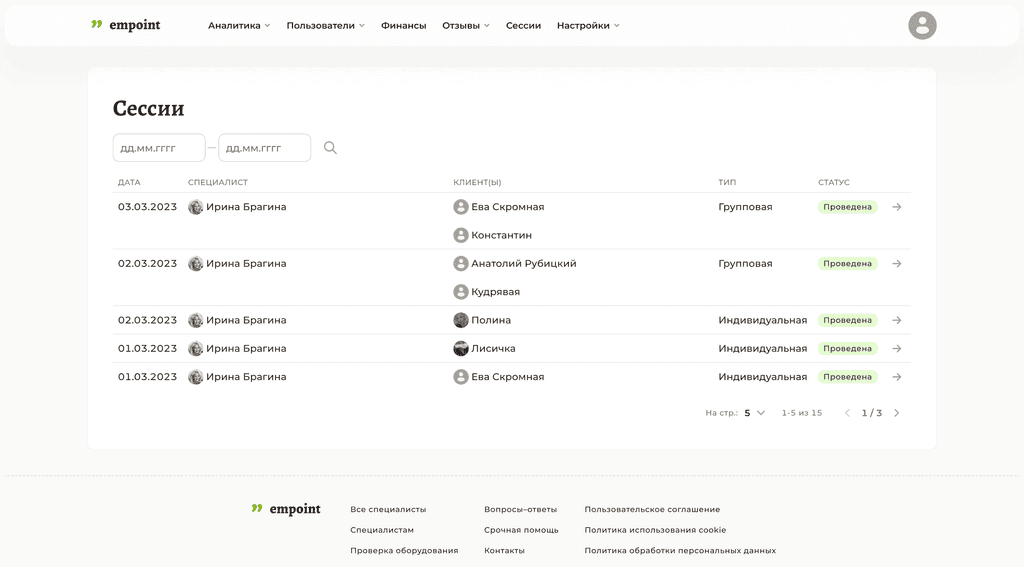 empoint Аналитика Пользователи Финансы Отзывы Сессии Настройки
Сессии
дд.мм.гггг – дд.мм.гггг
ДАТА СПЕЦИАЛИСТ КЛИЕНТ(Ы) ТИП СТАТУС
03.03.2023 Ирина Брагина Ева Скромная Групповая Проведена
Константин
02.03.2023 Ирина Брагина Анатолий Рубицкий Групповая Проведена
Кудрявая
02.03.2023 Ирина Брагина Полина Индивидуальная Проведена
01.03.2023 Ирина Брагина Лисичка Индивидуальная Проведена
01.03.2023 Ирина Брагина Ева Скромная Индивидуальная Проведена
На стр.: 5 1-5 из 15 1 / 3
empoint Все специалисты Вопросы–ответы Пользовательское соглашение
Специалистам Срочная помощь Политика использования cookie
Проверка оборудования Контакты Политика обработки персональных данных